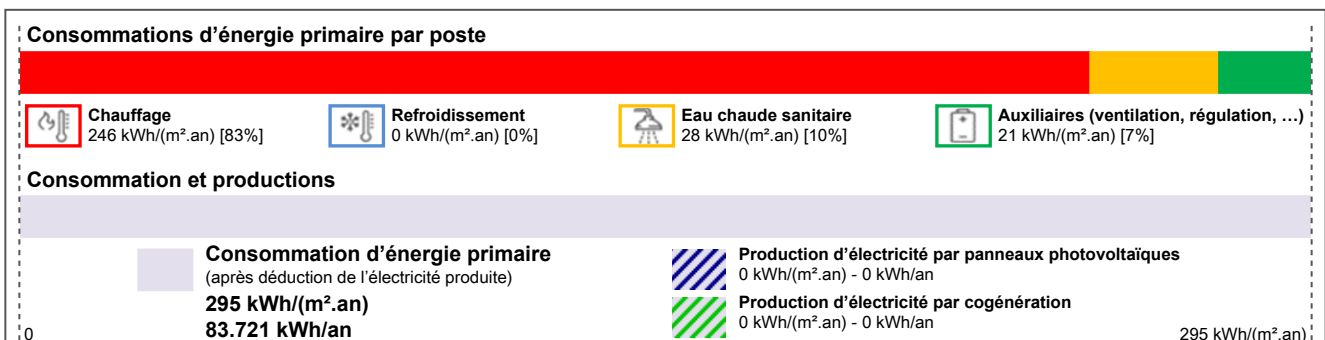 Consommations d'énergie primaire par poste
Chauffage
246 kWh/(m².an) [83%]
Refroidissement
0 kWh/(m².an) [0%]
Eau chaude sanitaire
28 kWh/(m².an) [10%]
Auxiliaires (ventilation, régulation, …)
21 kWh/(m².an) [7%]
Consommation et productions
Consommation d'énergie primaire
(après déduction de l'électricité produite)
295 kWh/(m².an)
83.721 kWh/an
Production d'électricité par panneaux photovoltaïques
0 kWh/(m².an) - 0 kWh/an
Production d'électricité par cogénération
0 kWh/(m².an) - 0 kWh/an
0
295 kWh/(m².an)